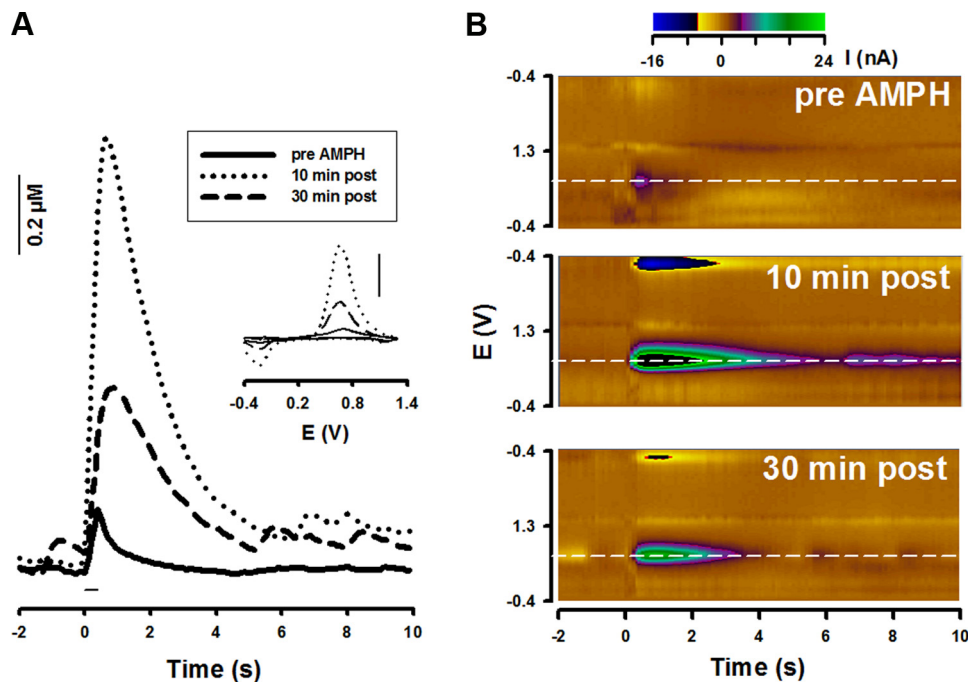 A
pre AMPH
10 min post
30 min post
0.2 µM
-0.4 0.2 0.8 1.4
E (V)
-2 0 2 4 6 8 10
Time (s)
B
-16 0 24
I (nA)
-0.4
pre AMPH
1.3
-0.4
-0.4
10 min post
1.3
-0.4
E (V)
-0.4
30 min post
1.3
-0.4
-2 0 2 4 6 8 10
Time (s)